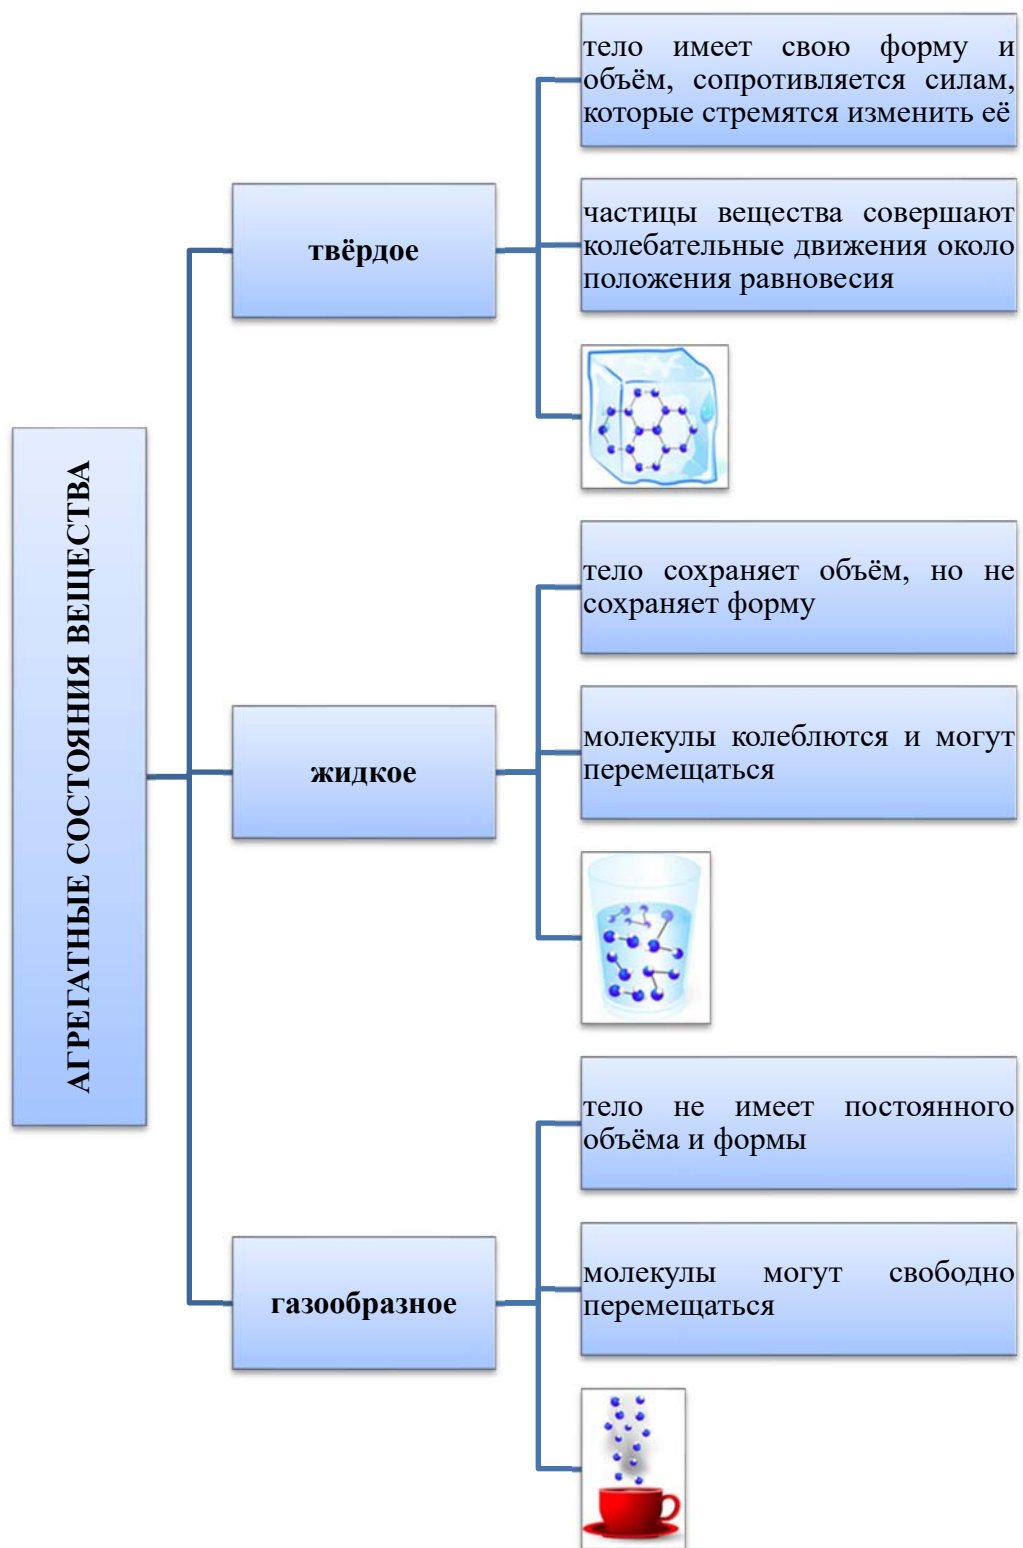 АГРЕГАТНЫЕ СОСТОЯНИЯ ВЕЩЕСТВА
твёрдое
тело имеет свою форму и
объём, сопротивляется силам,
которые стремятся изменить её
частицы вещества совершают
колебательные движения около
положения равновесия
жидкое
тело сохраняет объём, но не
сохраняет форму
молекулы колеблются и могут
перемещаться
газообразное
тело не имеет постоянного
объёма и формы
молекулы могут свободно
перемещаться